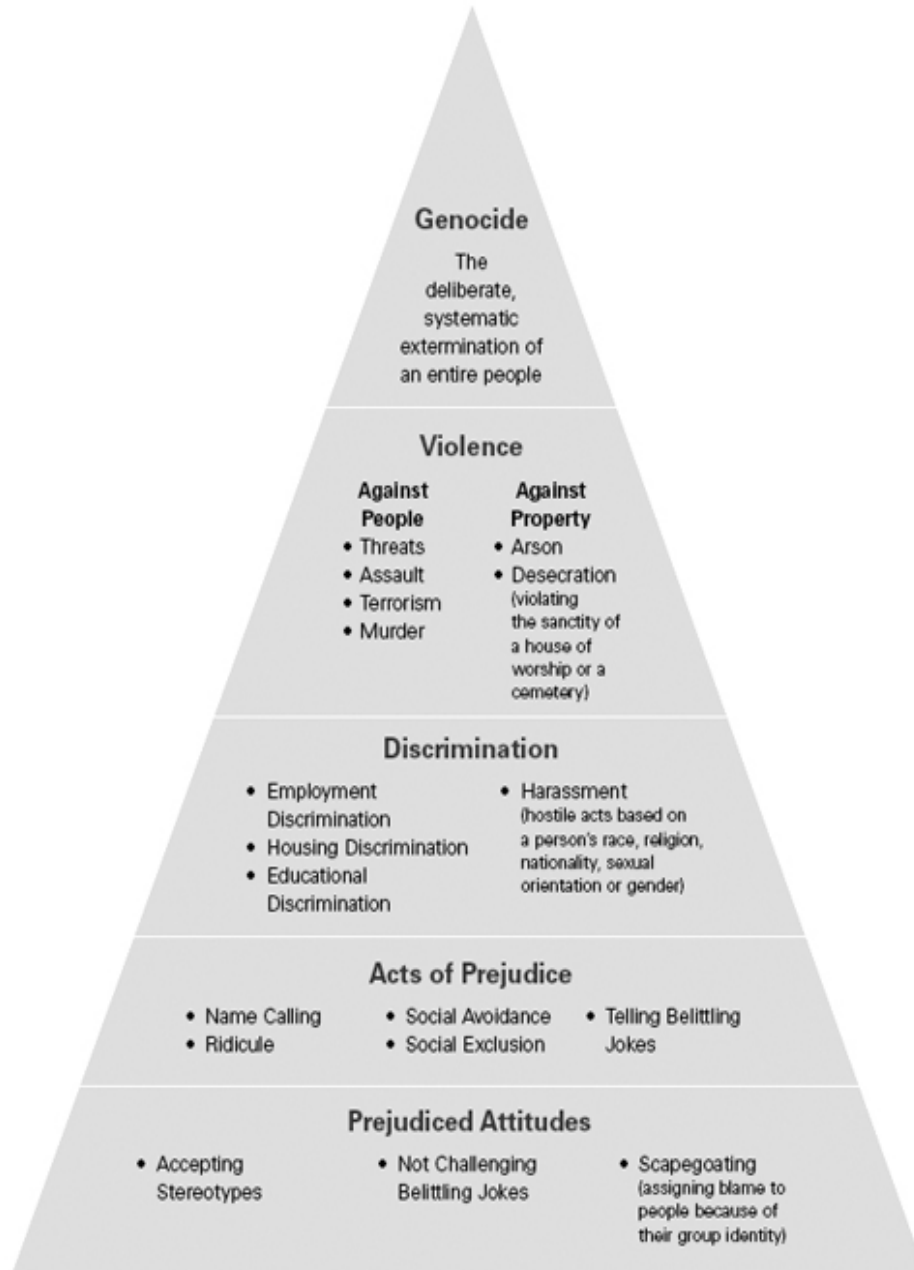 Genocide
The
deliberate,
systematic
extermination of
an entire people
Violence
Against
People
• Threats
• Assault
• Terrorism
• Murder
Against
Property
• Arson
• Desecration
(violating
the sanctity of
a house of
worship or a
cemetery)
Discrimination
• Employment
Discrimination
• Housing Discrimination
• Educational
Discrimination
• Harassment
(hostile acts based on
a person's race, religion,
nationality, sexual
orientation or gender)
Acts of Prejudice
• Name Calling
• Ridicule
• Social Avoidance
• Social Exclusion
• Telling Belittling
Jokes
Prejudiced Attitudes
• Accepting
Stereotypes
• Not Challenging
Belittling Jokes
• Scapegoating
(assigning blame to
people because of
their group identity)